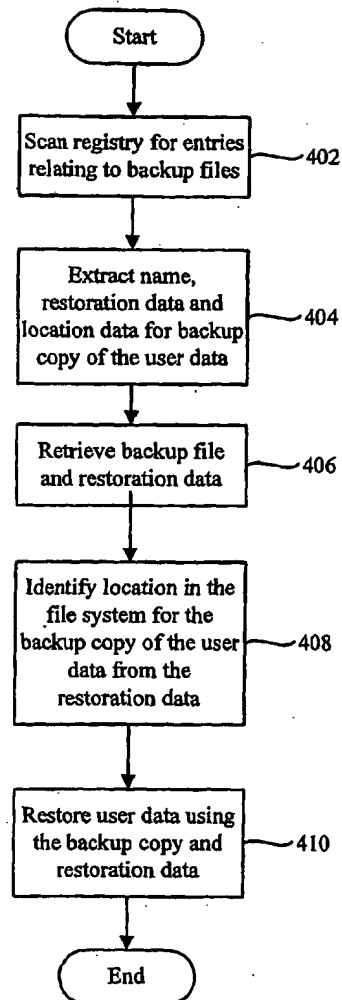 Start
Scan registry for entries
relating to backup files
402
Extract name,
restoration data and
location data for backup
copy of the user data
404
Retrieve backup file
and restoration data
406
Identify location in the
file system for the
backup copy of the user
data from the
restoration data
408
Restore user data using
the backup copy and
restoration data
410
End